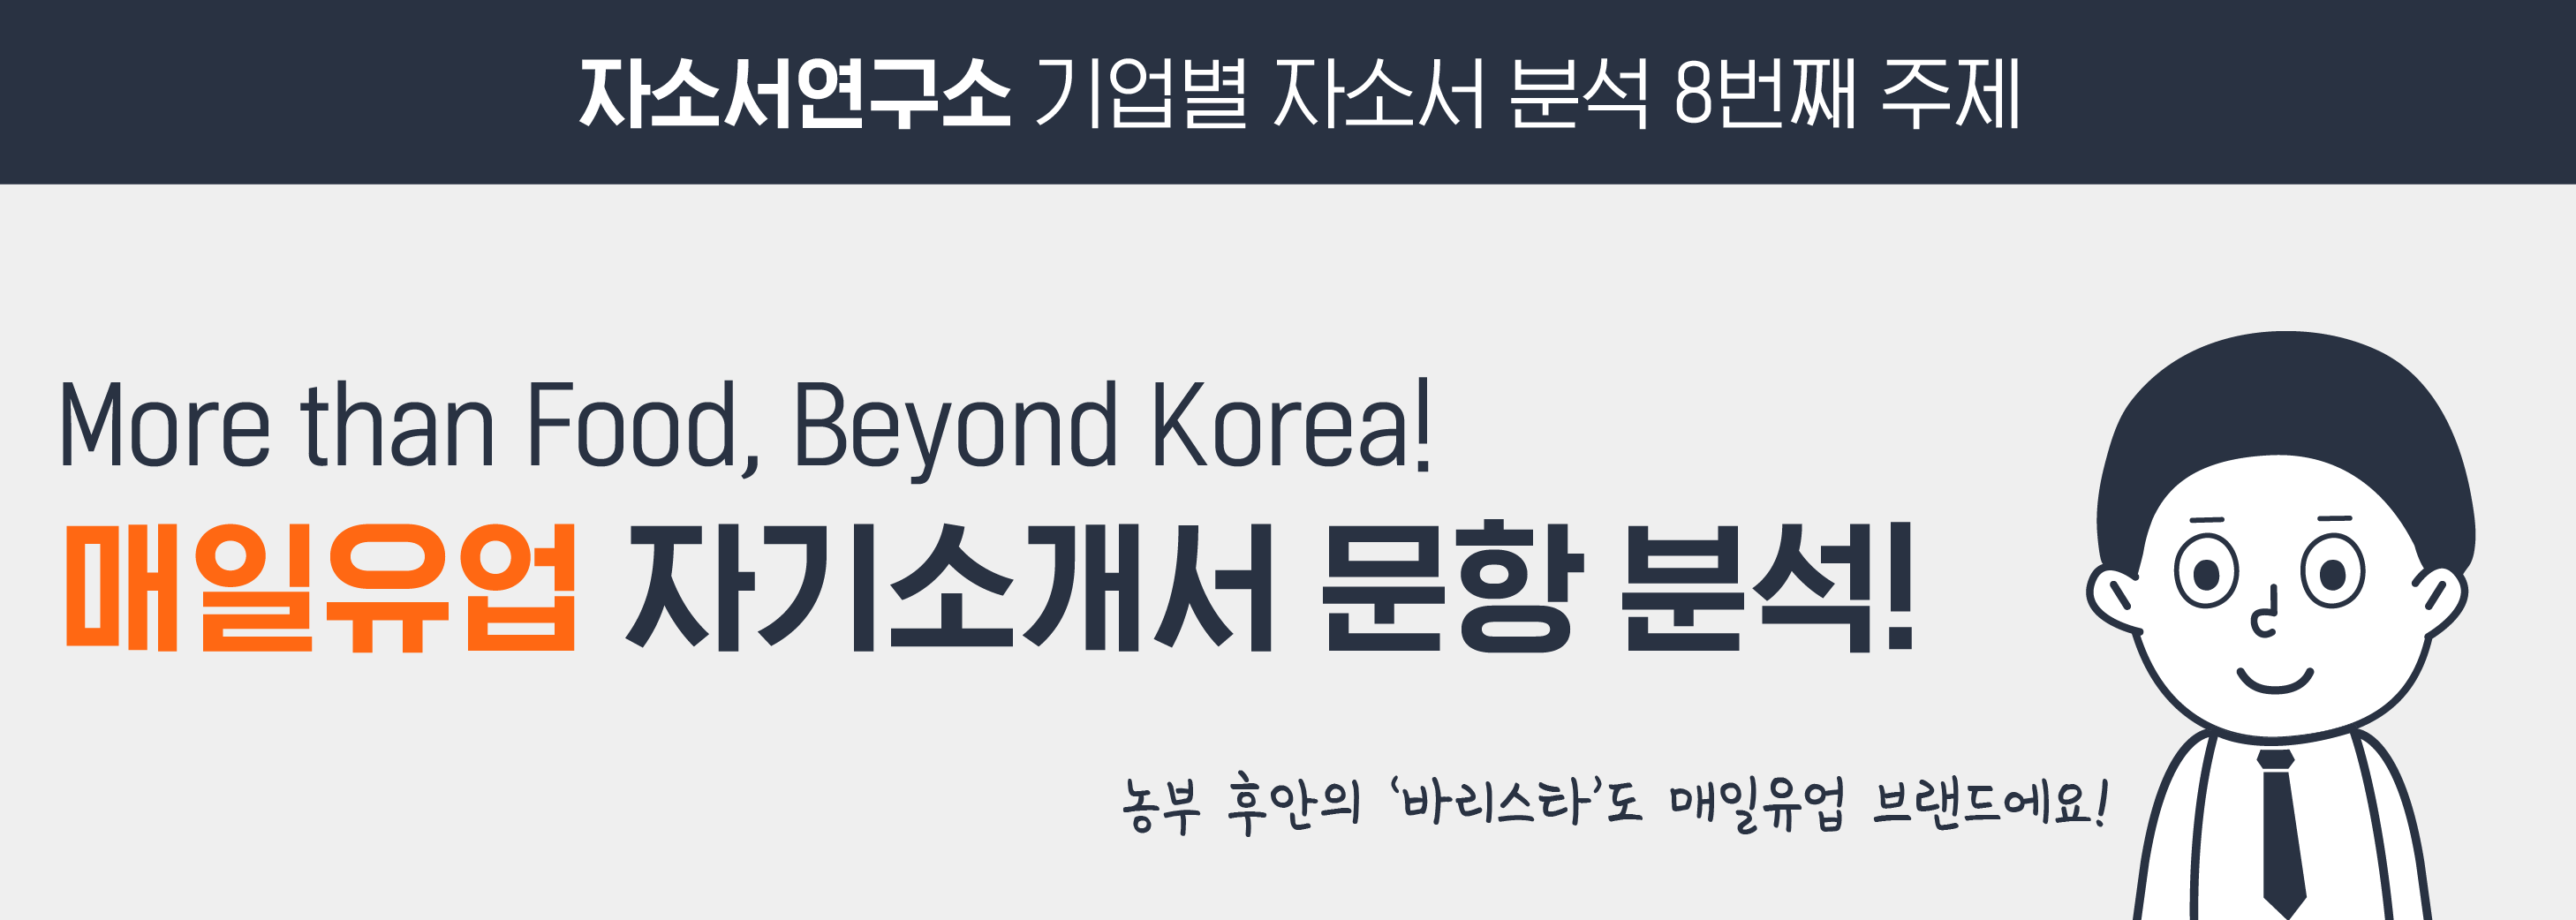 자소서연구소 기업별 자소서 분석 8번째 주제
More than Food, Beyond Korea!
매일유업 자기소개서 문항 분석!
농부 후안의 ‘바리스타’도 매일유업 브랜드에요!